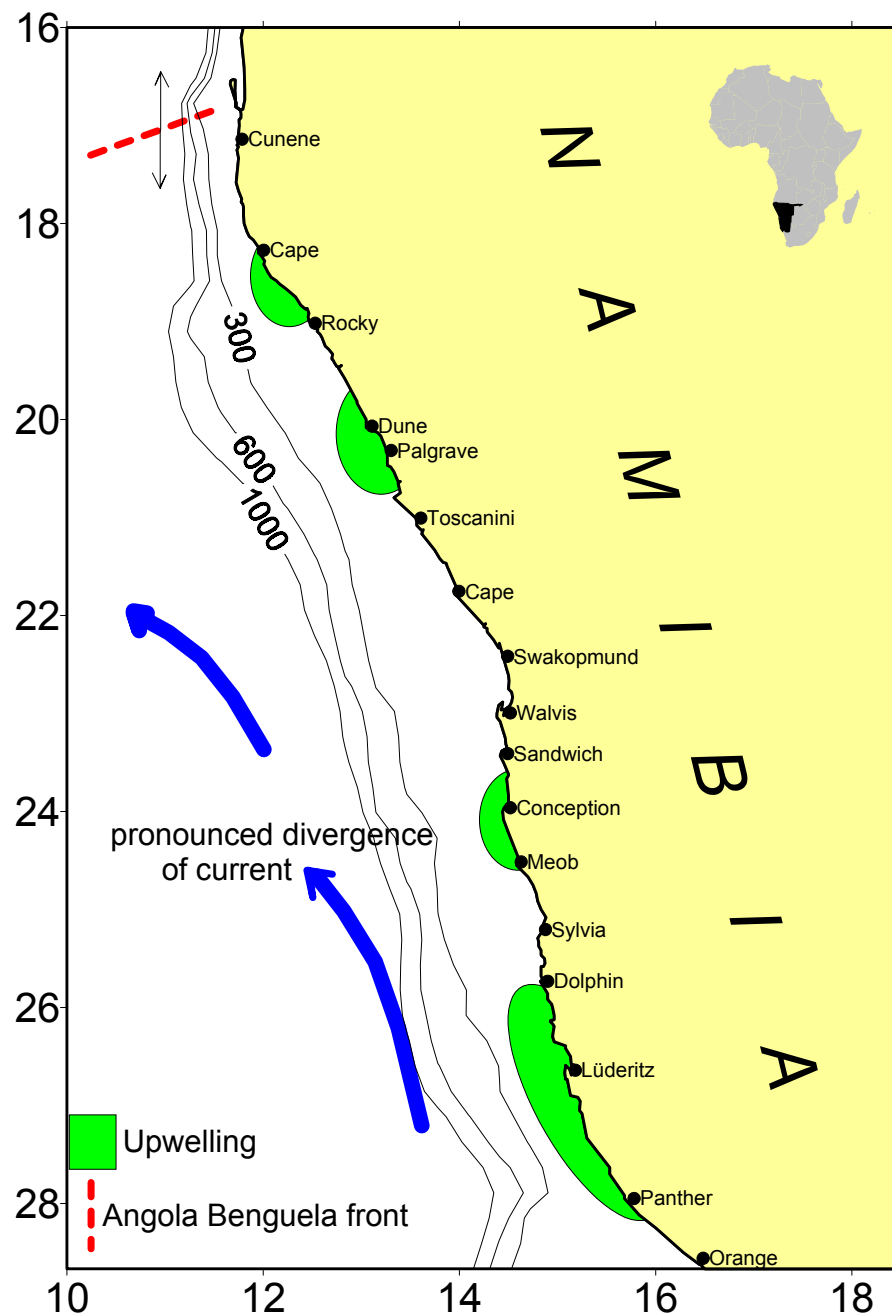 16
18
20
22
24
26
28
10
12
14
16
18
N
A
M
I
B
I
A
Cunene
Cape
Rocky
Dune
Palgrave
Toscanini
Cape
Swakopmund
Walvis
Sandwich
Conception
Meob
Sylvia
Dolphin
Lüderitz
Panther
Orange
300
600
1000
pronounced divergence
of current
Upwelling
Angola Benguela front